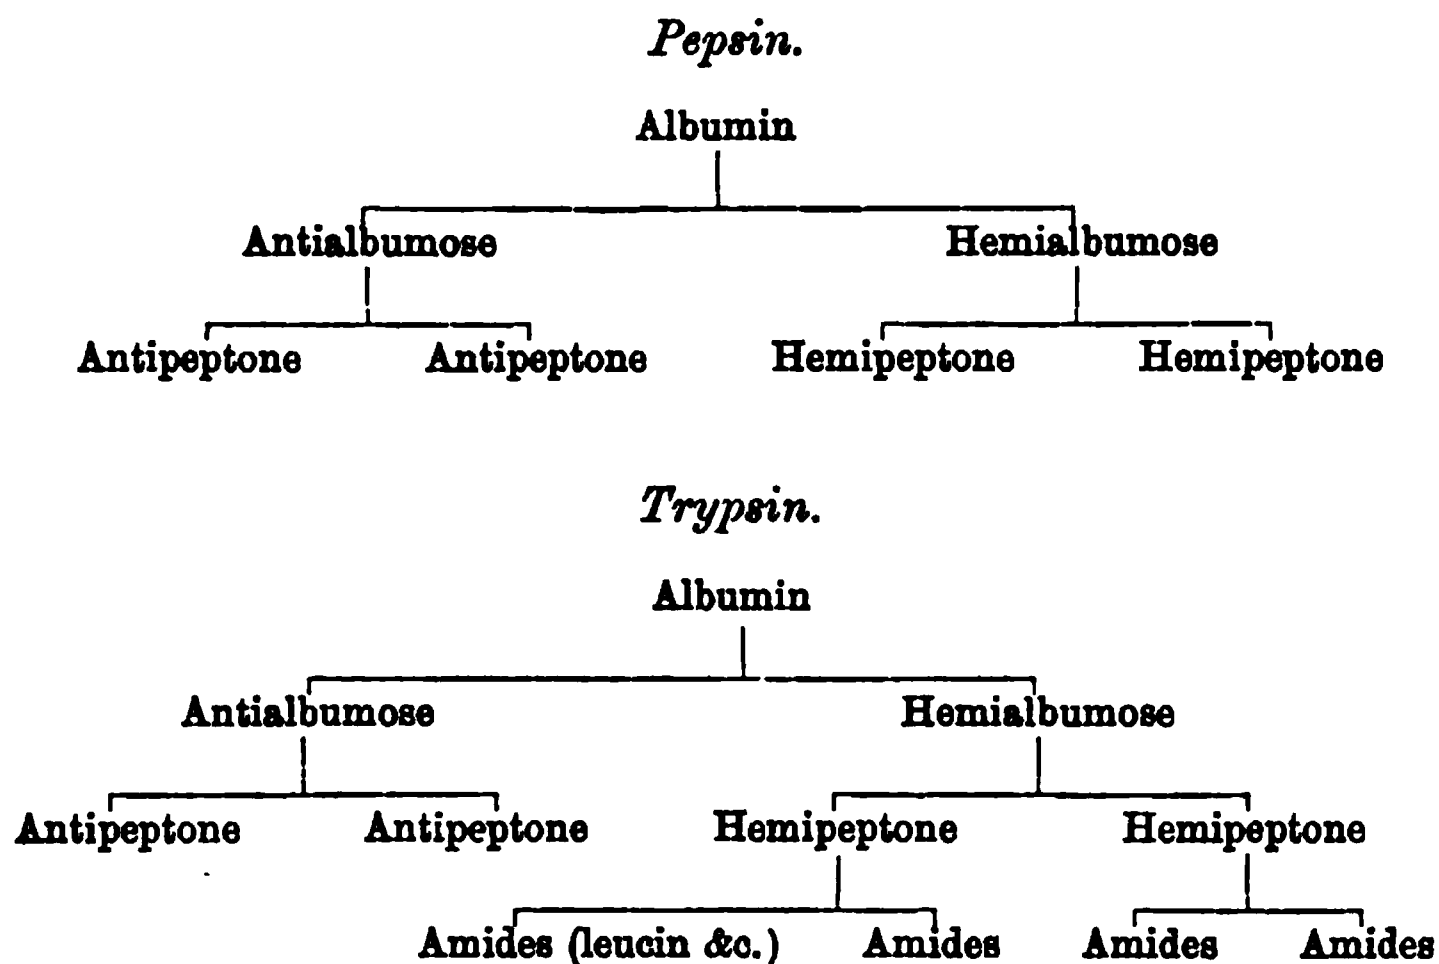 Pepsin.
Albumin
Antialbumose Hemialbumose
Antipeptone Antipeptone Hemipeptone Hemipeptone
Trypsin.
Albumin
Antialbumose Hemialbumose
Antipeptone Antipeptone Hemipeptone Hemipeptone
Amides (leucin &c.) Amides Amides Amides